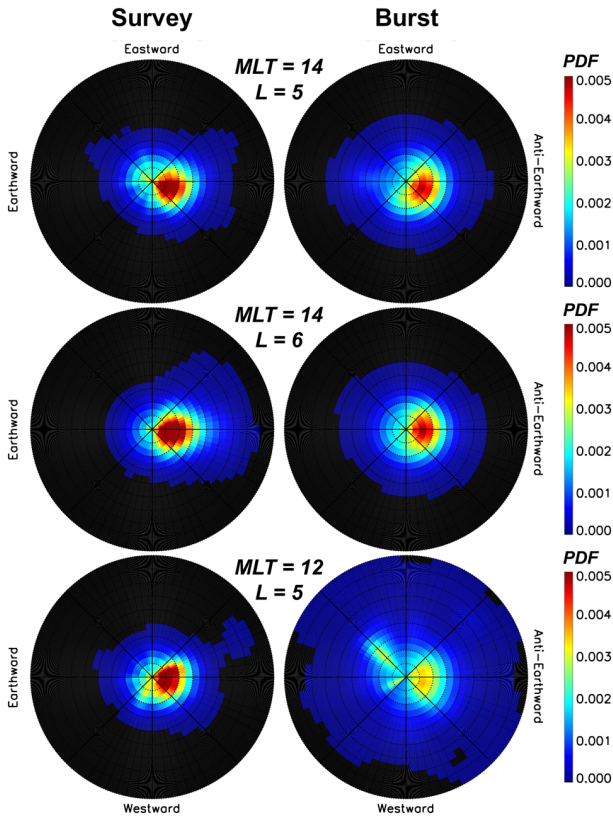 Survey
Burst
Eastward
Eastward
MLT = 14
L = 5
PDF
0.005
0.004
0.003
0.002
0.001
0.000
Earthward
Anti-Earthward
MLT = 14
L = 6
PDF
0.005
0.004
0.003
0.002
0.001
0.000
Earthward
Anti-Earthward
MLT = 12
L = 5
PDF
0.005
0.004
0.003
0.002
0.001
0.000
Earthward
Anti-Earthward
Westward
Westward